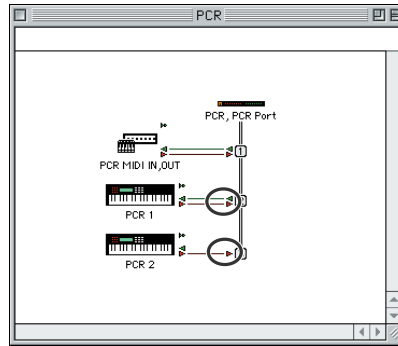 PCR
PCR, PCR Port
1
PCR MIDI IN,OUT
PCR 1
PCR 2